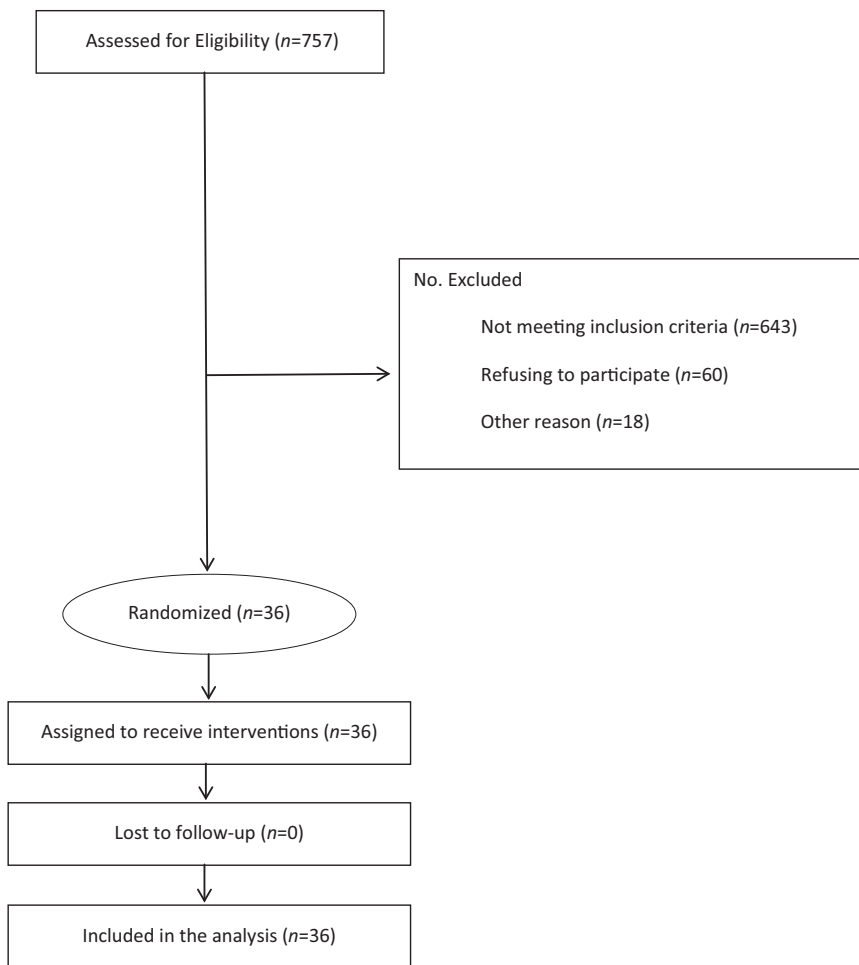 Assessed for Eligibility (n=757)
No. Excluded
Not meeting inclusion criteria (n=643)
Refusing to participate (n=60)
Other reason (n=18)
Randomized (n=36)
Assigned to receive interventions (n=36)
Lost to follow-up (n=0)
Included in the analysis (n=36)